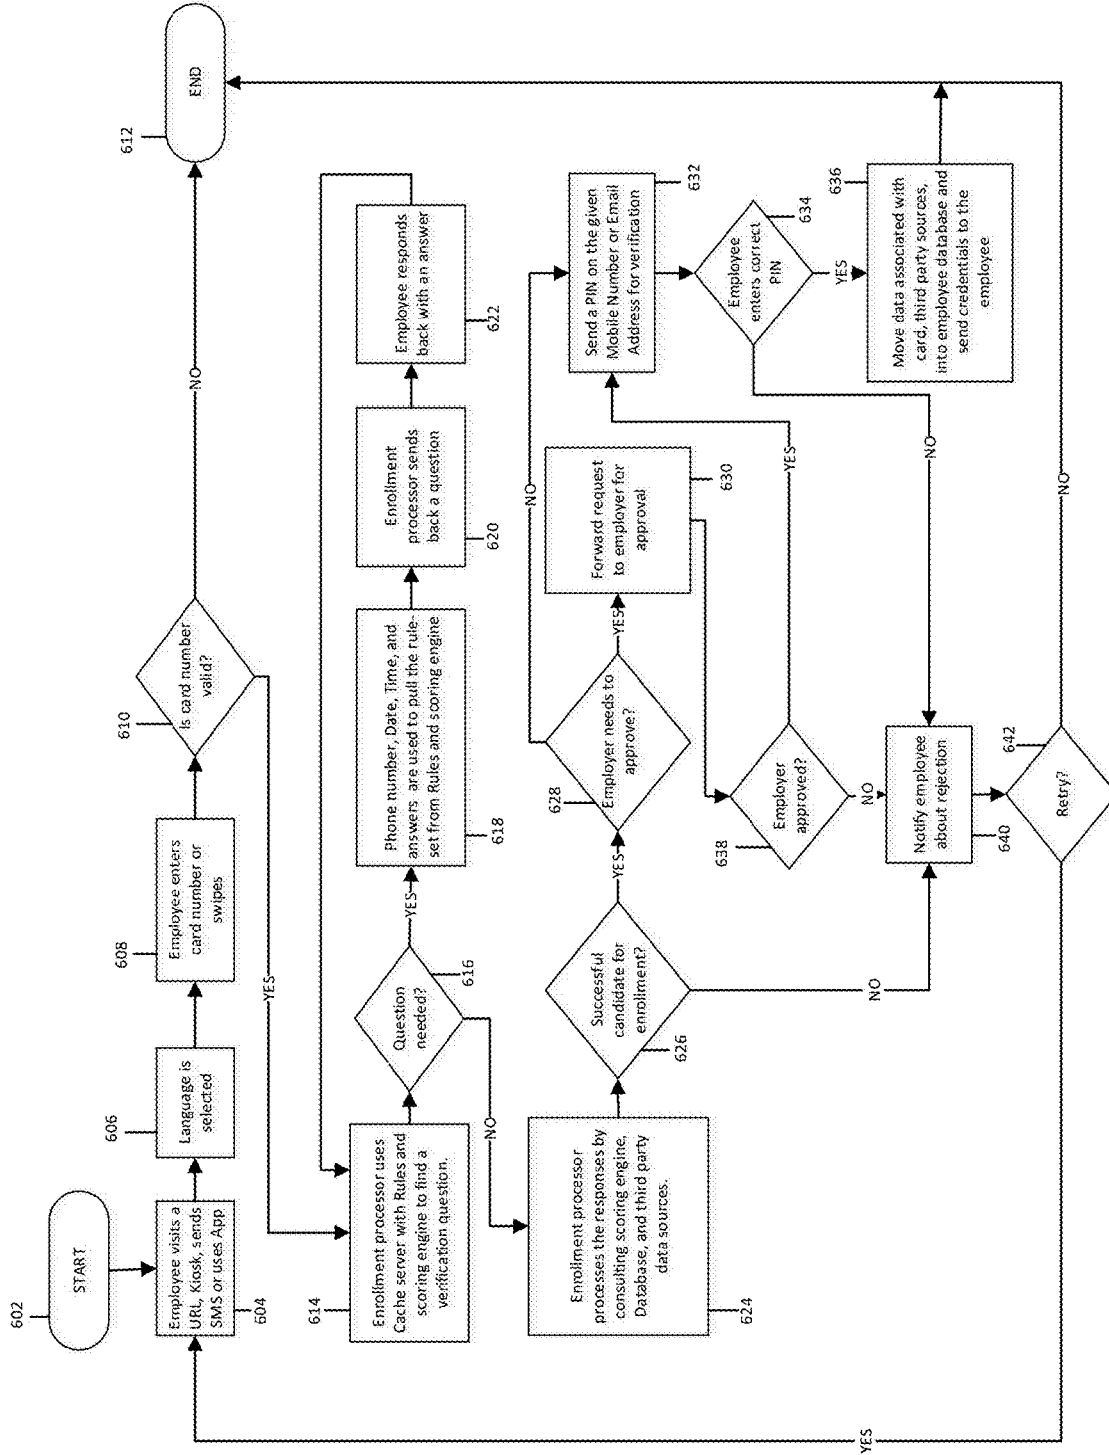 602
START
604
Employee visits a
URL, Kiosk, sends
SMS or uses App
606
Language is
selected
608
Employee enters
card number or
swipes
610
Is card number
valid?
NO
612
END
YES
614
Enrollment processor uses
Cache server with Rules and
scoring engine to find a
verification question.
616
Question
needed?
YES
618
Phone number, Date, Time, and
answers are used to pull the rule-
set from Rules and scoring engine
620
Enrollment
processor sends
back a question
622
Employee responds
back with an answer
NO
624
Enrollment processor
processes the responses by
consulting scoring engine,
Database, and third party
data sources.
626
Successful
candidate for
enrollment?
YES
628
Employer needs to
approve?
YES
NO
630
Forward request
to employer for
approval
632
Send a PIN on the given
Mobile Number or Email
Address for verification
634
Employee
enters correct
PIN
YES
636
Move data associated with
card, third party sources,
into employee database and
send credentials to the
employee
638
Employer
approved?
YES
NO
NO
NO
640
Notify employee
about rejection
642
Retry?
NO
YES